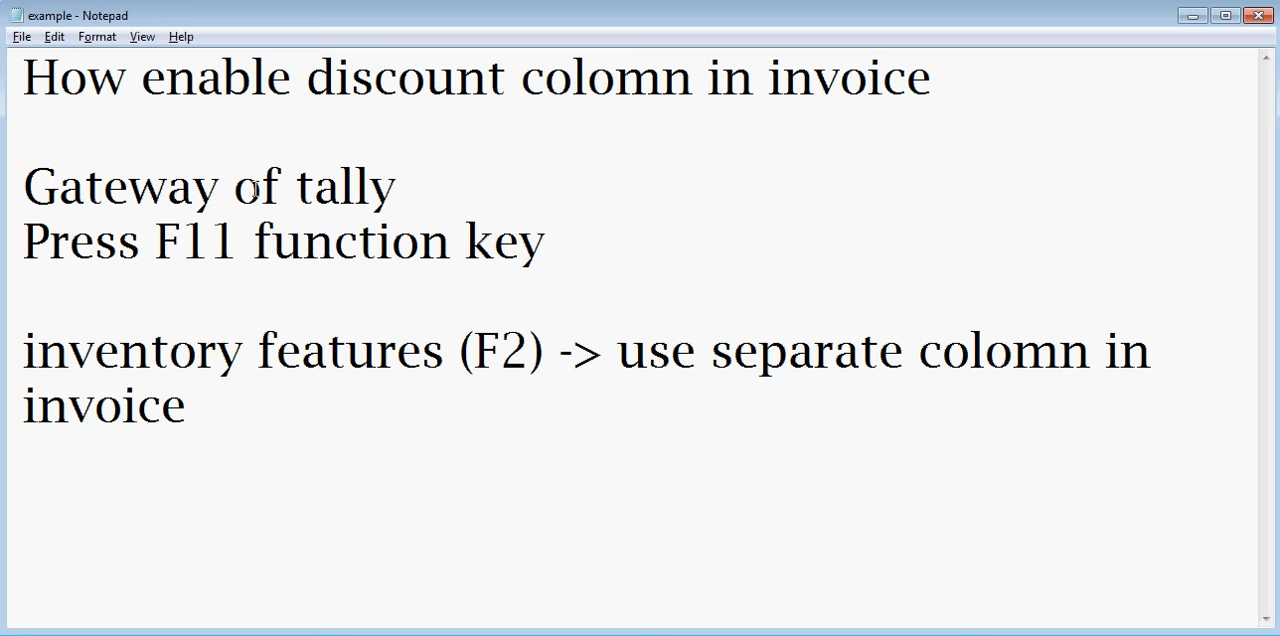 example - Notepad
File Edit Format View Help
How enable discount colomn in invoice
Gateway of tally
Press F11 function key
inventory features (F2) -> use separate colomn in
invoice